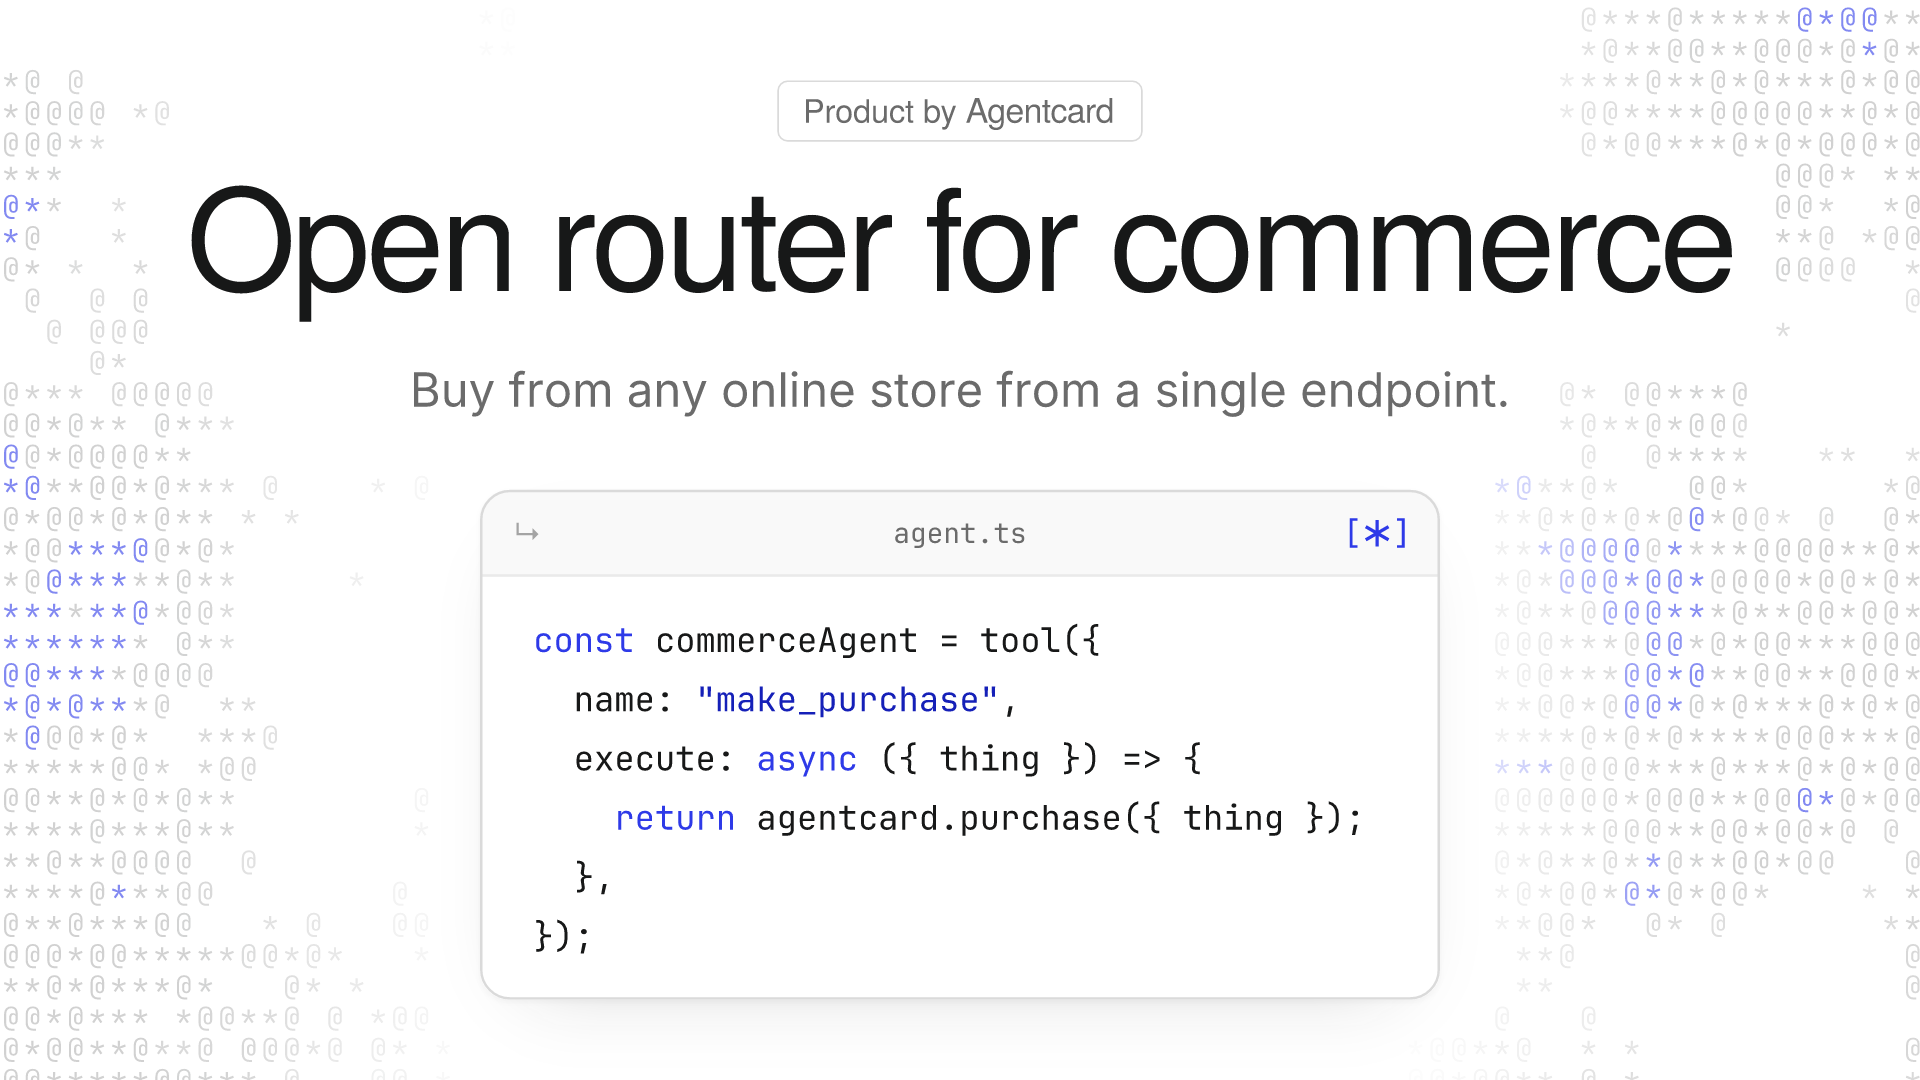 Product by Agentcard
Open router for commerce
Buy from any online store from a single endpoint.
↳ agent.ts [*]
const commerceAgent = tool({
  name: "make_purchase",
  execute: async ({ thing }) => {
    return agentcard.purchase({ thing });
  },
});